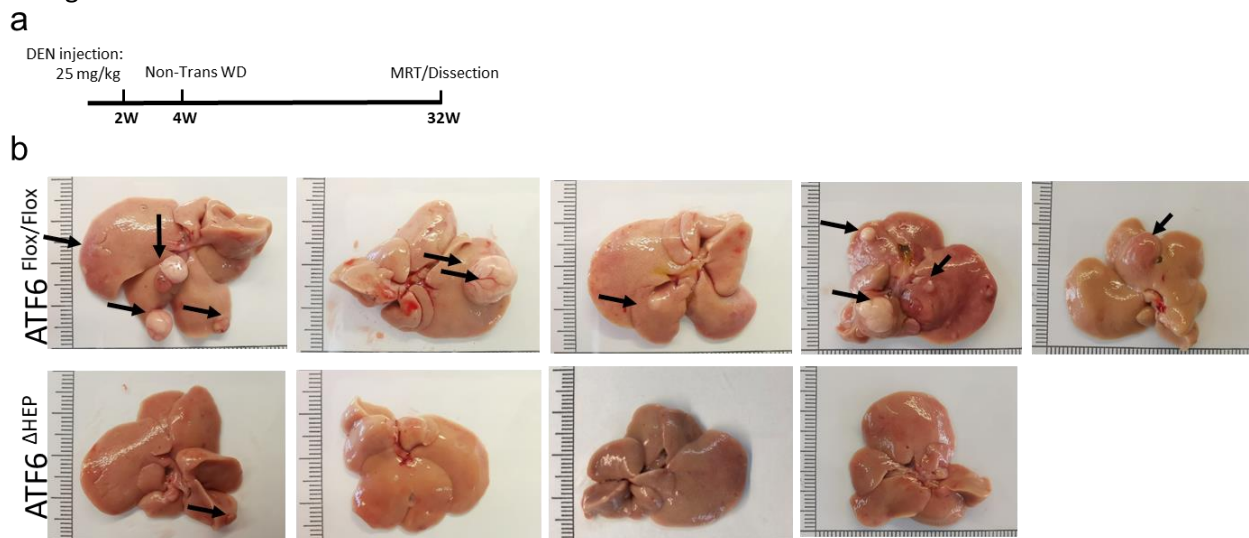 a
DEN injection:
25 mg/kg
Non-Trans WD
MRT/Dissection
2W
4W
32W
b
ATF6 Flox/Flox
ATF6 ΔHEP